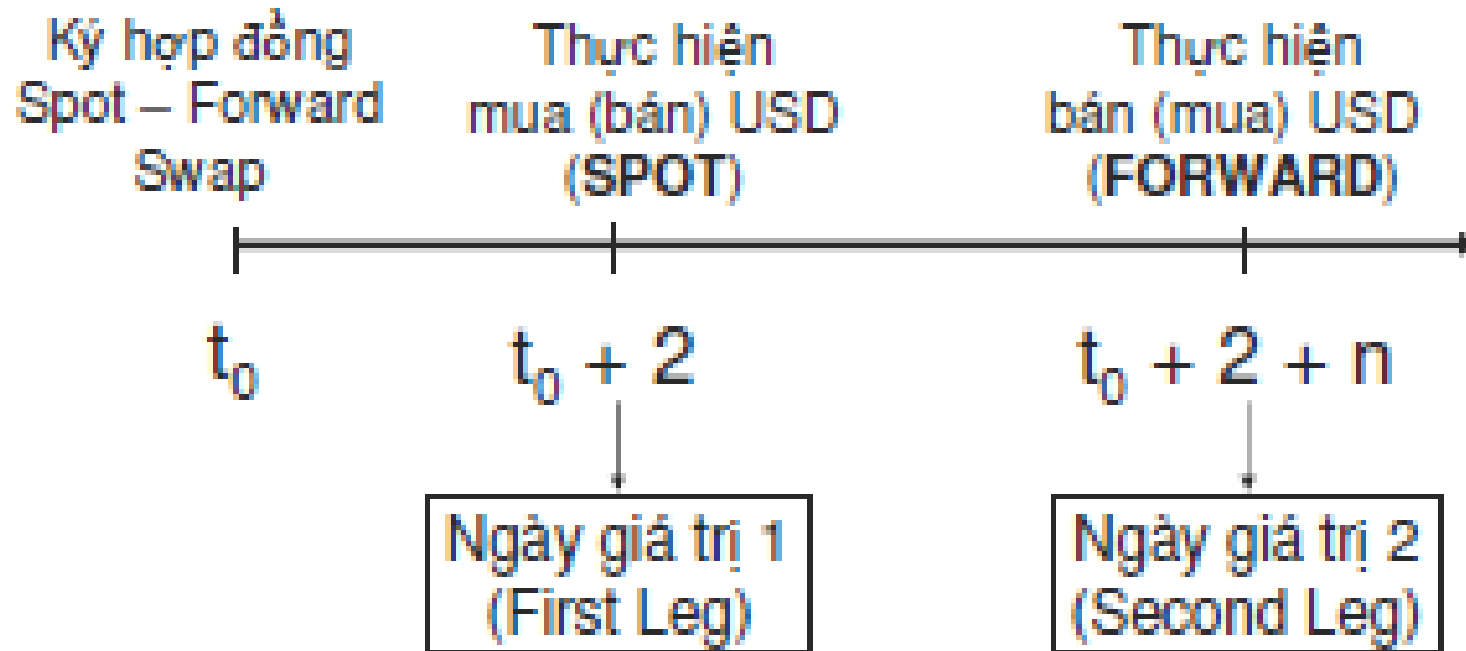 Ký hợp đồng
Spot – Forward
Swap
Thực hiện
mua (bán) USD
(SPOT)
Thực hiện
bán (mua) USD
(FORWARD)
t0
t0 + 2
t0 + 2 + n
Ngày giá trị 1
(First Leg)
Ngày giá trị 2
(Second Leg)